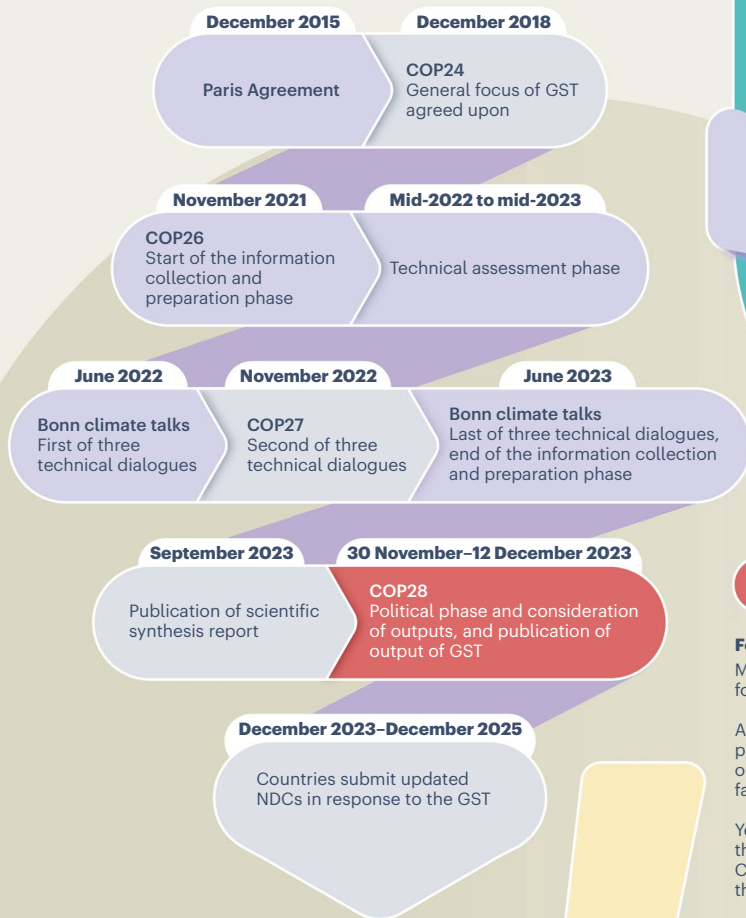 December 2015
Paris Agreement
December 2018
COP24
General focus of GST
agreed upon
November 2021
COP26
Start of the information
collection and
preparation phase
Mid-2022 to mid-2023
Technical assessment phase
June 2022
Bonn climate talks
First of three
technical dialogues
November 2022
COP27
Second of three
technical dialogues
June 2023
Bonn climate talks
Last of three technical dialogues,
end of the information collection
and preparation phase
September 2023
Publication of scientific
synthesis report
30 November–12 December 2023
COP28
Political phase and consideration
of outputs, and publication of
output of GST
December 2023–December 2025
Countries submit updated
NDCs in response to the GST